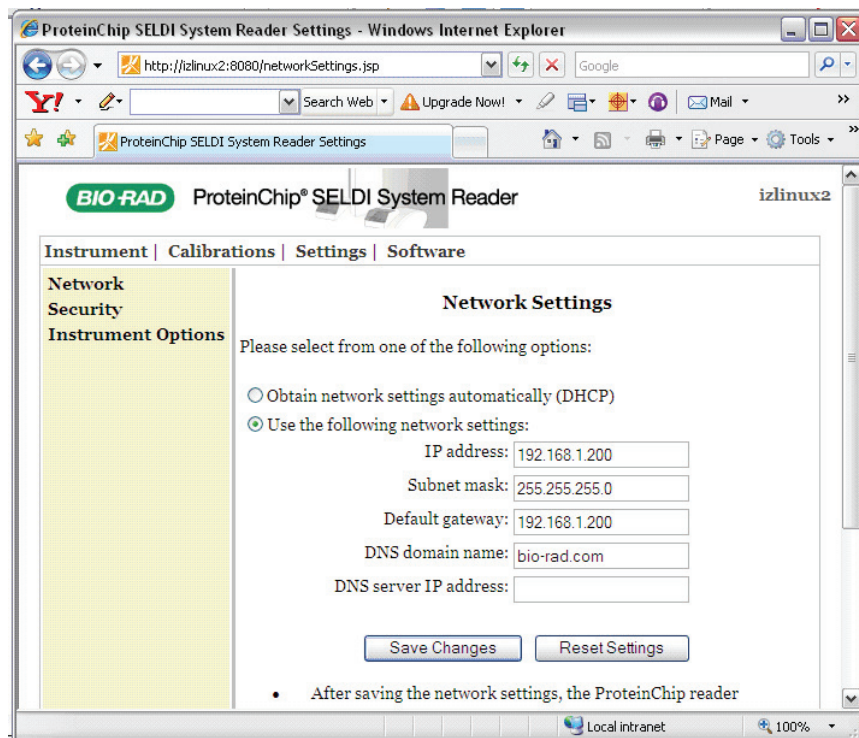 ProteinChip SELDI System Reader Settings - Windows Internet Explorer
http://izlinux2:8080/networkSettings.jsp
Google
Y!
Search Web
Upgrade Now!
Mail
»
ProteinChip SELDI System Reader Settings
Page
Tools
»
BIO-RAD
ProteinChip® SELDI System Reader
izlinux2
Instrument | Calibrations | Settings | Software
Network
Security
Instrument Options
Network Settings
Please select from one of the following options:
Obtain network settings automatically (DHCP)
Use the following network settings:
IP address: 192.168.1.200
Subnet mask: 255.255.255.0
Default gateway: 192.168.1.200
DNS domain name: bio-rad.com
DNS server IP address:
Save Changes
Reset Settings
• After saving the network settings, the ProteinChip reader
Local intranet
100%